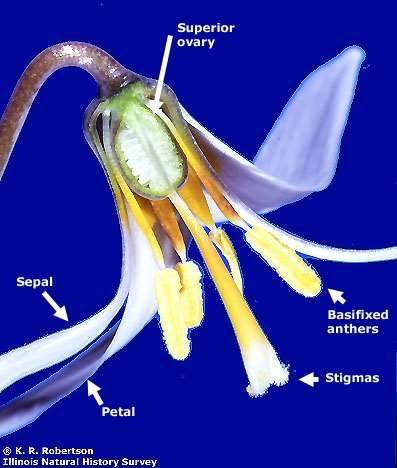 Superior
ovary
Sepal
Basifixed
anthers
Stigmas
Petal
® K. R. Robertson
Illinois Natural History Survey